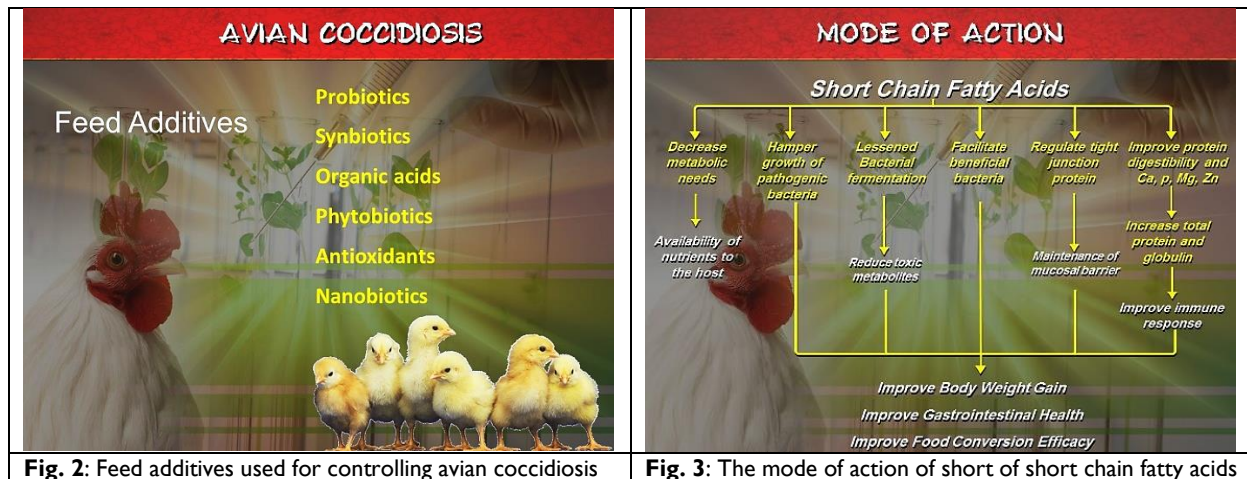 AVIAN COCCIDIOSIS
Feed Additives
Probiotics
Synbiotics
Organic acids
Phytobiotics
Antioxidants
Nanobiotics
Fig. 2: Feed additives used for controlling avian coccidiosis
MODE OF ACTION
Short Chain Fatty Acids
Decrease
metabolic
needs
Availability of
nutrients to
the host
Hamper
growth of
pathogenic
bacteria
Lessened
Bacterial
fermentation
Reduce toxic
metabolites
Facilitate
beneficial
bacteria
Regulate tight
junction
protein
Maintenance of
mucosal barrier
Improve protein
digestibility and
Ca, p, Mg, Zn
Increase total
protein and
globulin
Improve immune
response
Improve Body Weight Gain
Improve Gastrointestinal Health
Improve Food Conversion Efficacy
Fig. 3: The mode of action of short of short chain fatty acids